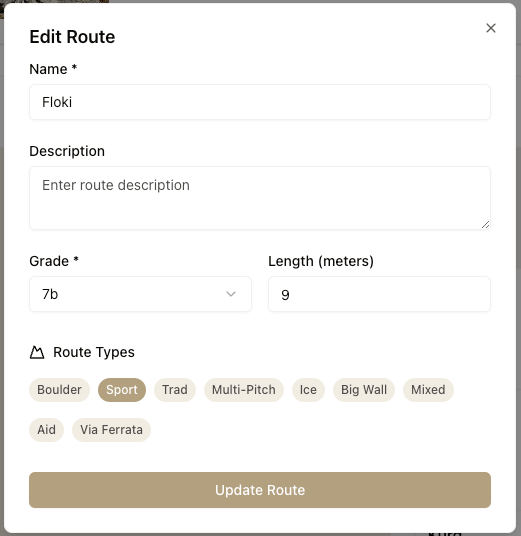 Edit Route
Name *
Floki
Description
Enter route description
Grade *
Length (meters)
7b
9
Route Types
Boulder Sport Trad Multi-Pitch Ice Big Wall Mixed
Aid Via Ferrata
Update Route